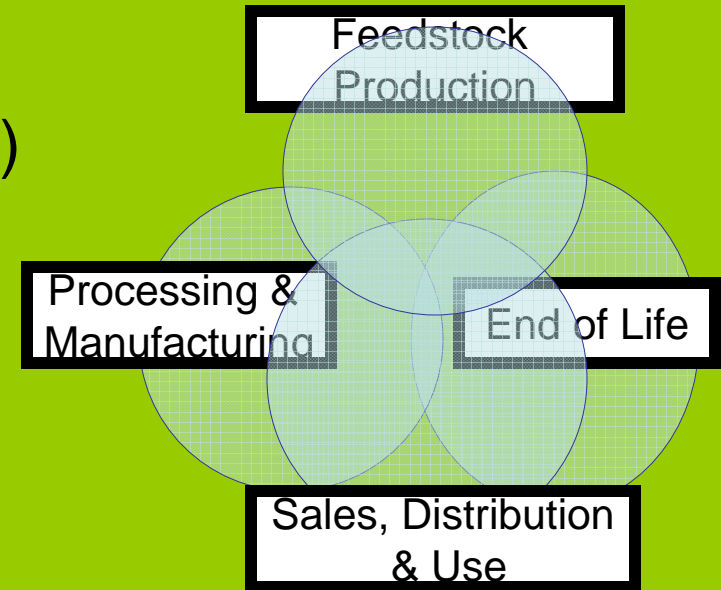 Feedstock
Production
)
Processing &
Manufacturing
End of Life
Sales, Distribution
& Use